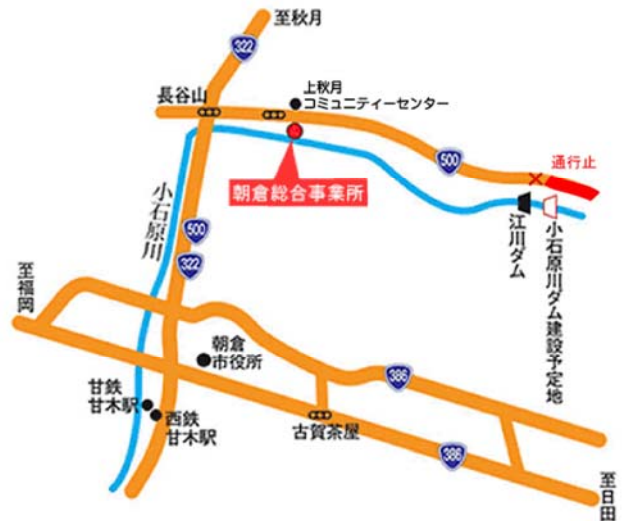 至秋月
322
上秋月
コミュニティーセンター
長谷山
500
通行止
朝倉総合事業所
小石原川
江川ダム
小石原川ダム建設予定地
500
322
至福岡
朝倉
市役所
386
甘鉄
甘木駅
西鉄
甘木駅
古賀茶屋
386
至日田